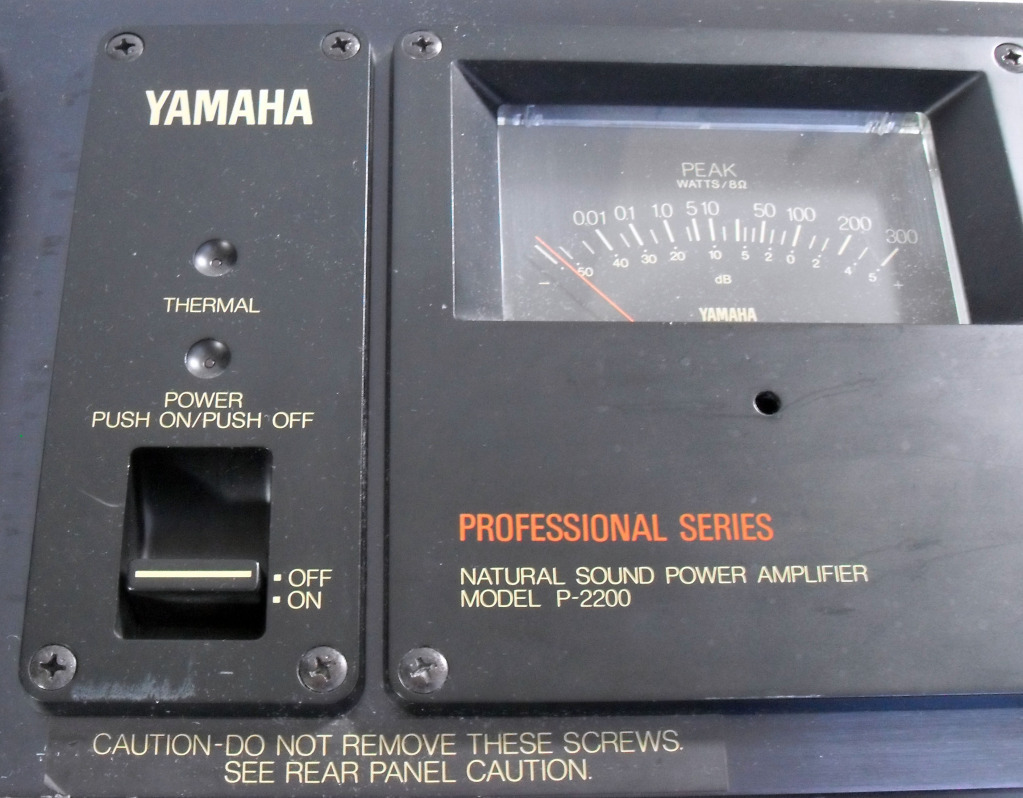 YAMAHA
THERMAL
POWER
PUSH ON/PUSH OFF
▪ OFF
▪ ON
PEAK
WATTS/8Ω
0.01 0.1 1.0 5 10 50 100 200 300
50 40 30 20 10 5 2 0 2 4 5
− dB +
YAMAHA
PROFESSIONAL SERIES
NATURAL SOUND POWER AMPLIFIER
MODEL P-2200
CAUTION-DO NOT REMOVE THESE SCREWS.
SEE REAR PANEL CAUTION.